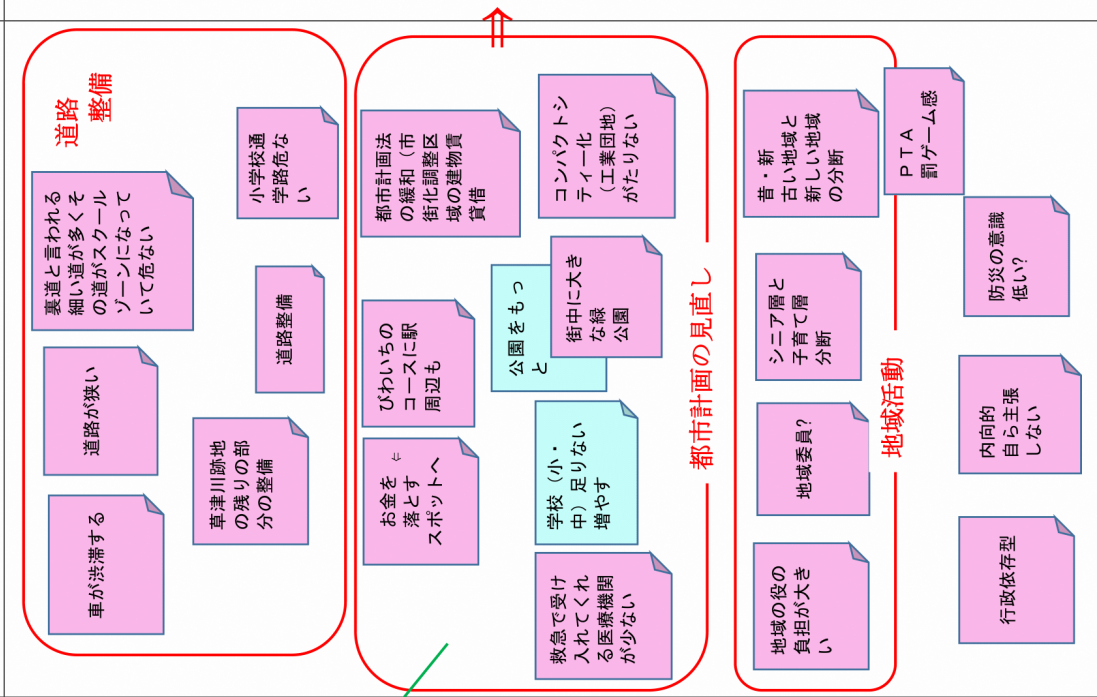 道路
整備
裏道と言われる
細い道が多くそ
の道がスクール
ゾーンになって
いて危ない
小学校通
学路危な
い
道路が狭い
道路整備
車が渋滞する
草津川跡地
の残りの部
分の整備
都市計画の見直し
都市計画法
の緩和（市
街化調整区
域の建物賃
貸借
コンパクトシ
ティー化
（工業団地）
がたりない
びわいちの
コースに駅
周辺も
公園をもっ
と
街中に大き
な緑
公園
お金を
⇐
落とす
スポットへ
学校（小・
中）足りない
増やす
救急で受け
入れてくれ
る医療機関
が少ない
⇒
地域活動
昔・新
古い地域と
新しい地域
の分断
ＰＴＡ
罰ゲーム感
シニア層と
子育て層
分断
防災の意識
低い?
地域委員?
内向的
自ら主張
しない
地域の役の
負担が大き
い
行政依存型